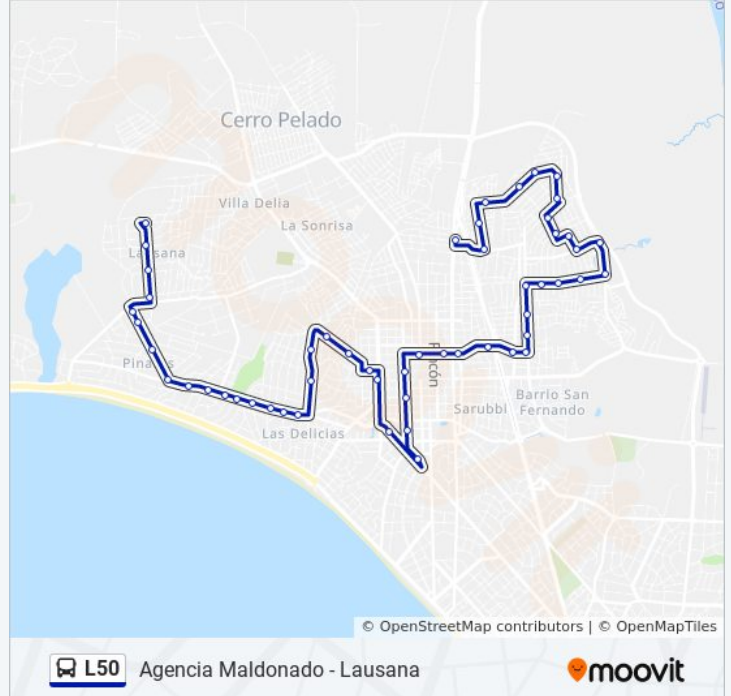 Cerro Pelado
Villa Delia
La Sonrisa
Lausana
Pinares
Rincón
Barrio San
Fernando
Sarubbi
Las Delicias
© OpenStreetMap contributors | © OpenMapTiles
L50 Agencia Maldonado - Lausana
moovit